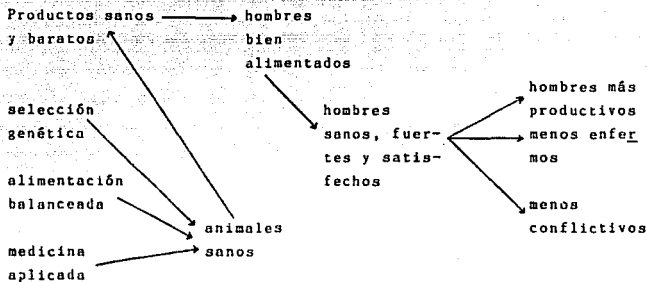 Productos sanos
y baratos
hombres
bien
alimentados
selección
genética
alimentación
balanceada
medicina
aplicada
animales
sanos
hombres
sanos, fuer-
tes y satis-
fechos
hombres más
productivos
menos enfer
mos
menos
conflictivos